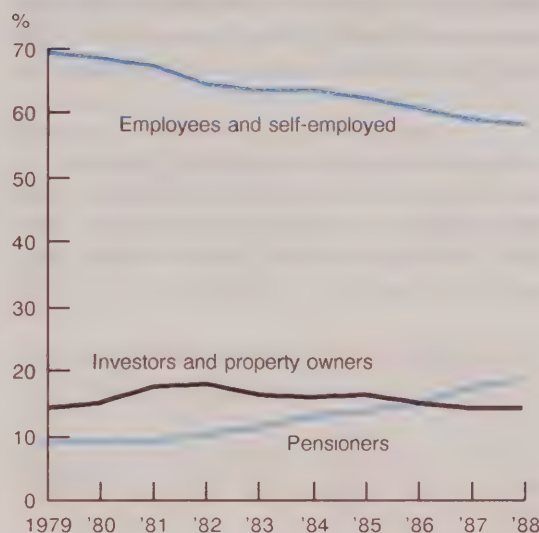 %
70
60
Employees and self-employed
50
40
30
Investors and property owners
20
10
Pensioners
0
1979 '80 '81 '82 '83 '84 '85 '86 '87 '88